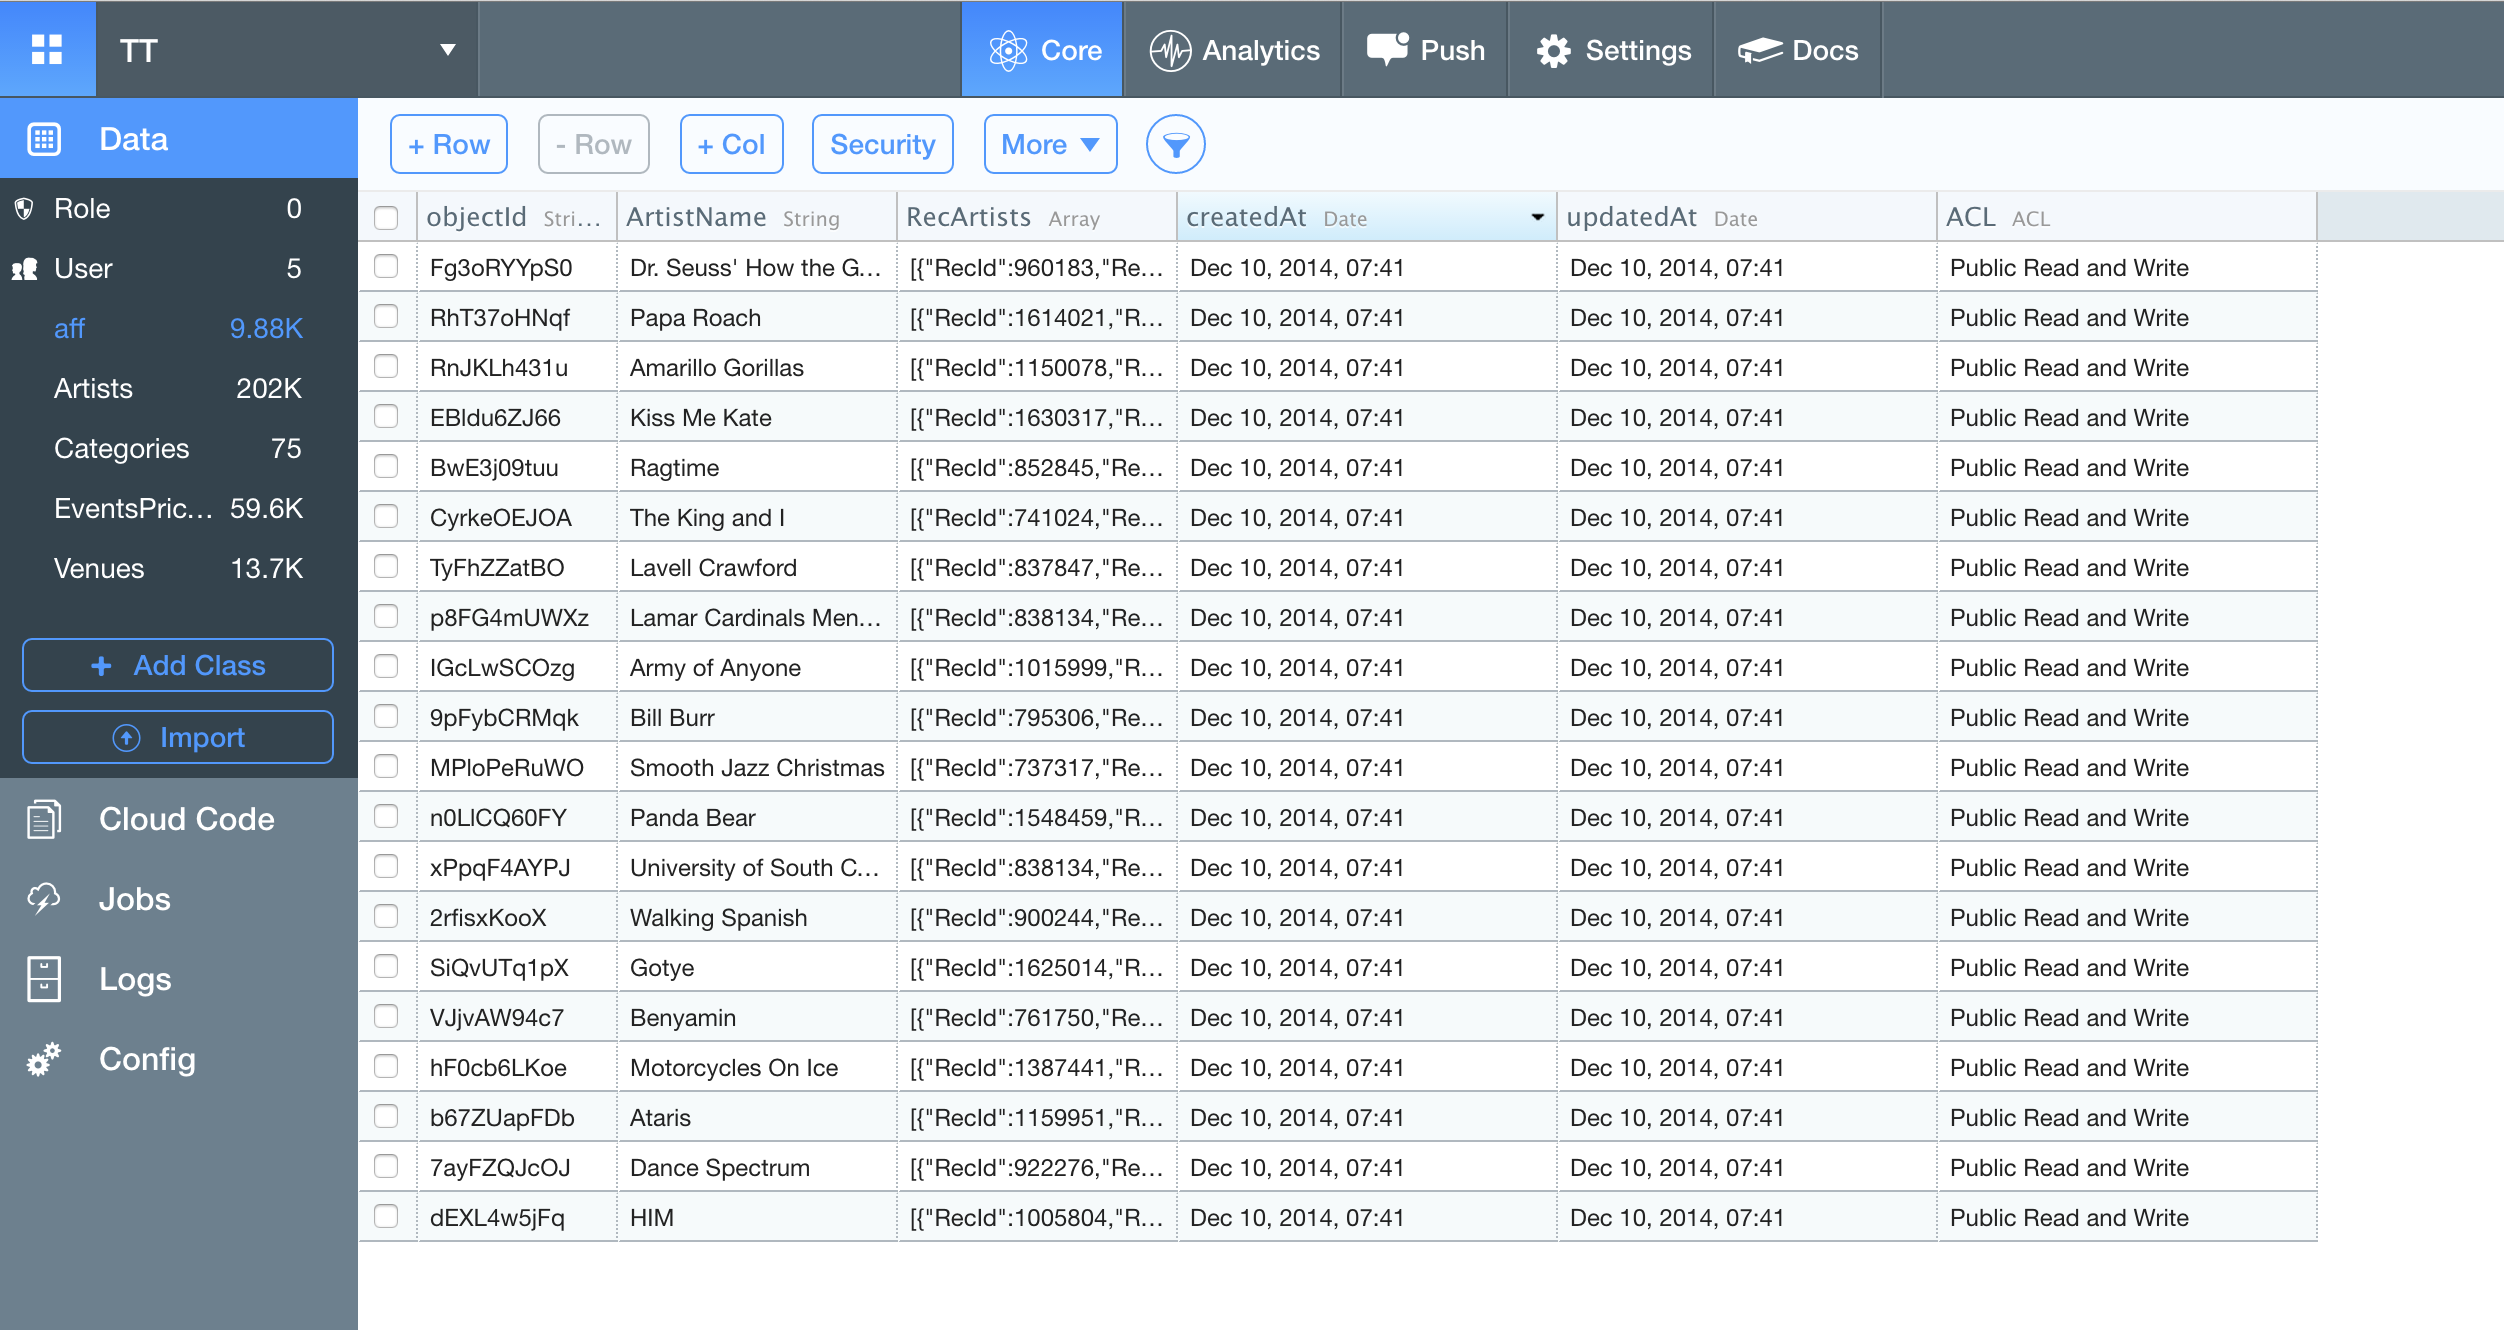 TT
Core
Analytics
Push
Settings
Docs
Data
Role 0
User 5
aff 9.88K
Artists 202K
Categories 75
EventsPric... 59.6K
Venues 13.7K
+ Add Class
Import
Cloud Code
Jobs
Logs
Config
+ Row
- Row
+ Col
Security
More
objectId Stri... ArtistName String RecArtists Array createdAt Date updatedAt Date ACL ACL
Fg3oRYYpS0 Dr. Seuss' How the G... [{"RecId":960183,"Re... Dec 10, 2014, 07:41 Dec 10, 2014, 07:41 Public Read and Write
RhT37oHNqf Papa Roach [{"RecId":1614021,"R... Dec 10, 2014, 07:41 Dec 10, 2014, 07:41 Public Read and Write
RnJKLh431u Amarillo Gorillas [{"RecId":1150078,"R... Dec 10, 2014, 07:41 Dec 10, 2014, 07:41 Public Read and Write
EBldu6ZJ66 Kiss Me Kate [{"RecId":1630317,"R... Dec 10, 2014, 07:41 Dec 10, 2014, 07:41 Public Read and Write
BwE3j09tuu Ragtime [{"RecId":852845,"Re... Dec 10, 2014, 07:41 Dec 10, 2014, 07:41 Public Read and Write
CyrkeOEJOA The King and I [{"RecId":741024,"Re... Dec 10, 2014, 07:41 Dec 10, 2014, 07:41 Public Read and Write
TyFhZZatBO Lavell Crawford [{"RecId":837847,"Re... Dec 10, 2014, 07:41 Dec 10, 2014, 07:41 Public Read and Write
p8FG4mUWXz Lamar Cardinals Men... [{"RecId":838134,"Re... Dec 10, 2014, 07:41 Dec 10, 2014, 07:41 Public Read and Write
IGcLwSCOzg Army of Anyone [{"RecId":1015999,"R... Dec 10, 2014, 07:41 Dec 10, 2014, 07:41 Public Read and Write
9pFybCRMqk Bill Burr [{"RecId":795306,"Re... Dec 10, 2014, 07:41 Dec 10, 2014, 07:41 Public Read and Write
MPloPeRuWO Smooth Jazz Christmas [{"RecId":737317,"Re... Dec 10, 2014, 07:41 Dec 10, 2014, 07:41 Public Read and Write
n0LlCQ60FY Panda Bear [{"RecId":1548459,"R... Dec 10, 2014, 07:41 Dec 10, 2014, 07:41 Public Read and Write
xPpqF4AYPJ University of South C... [{"RecId":838134,"Re... Dec 10, 2014, 07:41 Dec 10, 2014, 07:41 Public Read and Write
2rfisxKooX Walking Spanish [{"RecId":900244,"Re... Dec 10, 2014, 07:41 Dec 10, 2014, 07:41 Public Read and Write
SiQvUTq1pX Gotye [{"RecId":1625014,"R... Dec 10, 2014, 07:41 Dec 10, 2014, 07:41 Public Read and Write
VJjvAW94c7 Benyamin [{"RecId":761750,"Re... Dec 10, 2014, 07:41 Dec 10, 2014, 07:41 Public Read and Write
hF0cb6LKoe Motorcycles On Ice [{"RecId":1387441,"R... Dec 10, 2014, 07:41 Dec 10, 2014, 07:41 Public Read and Write
b67ZUapFDb Ataris [{"RecId":1159951,"R... Dec 10, 2014, 07:41 Dec 10, 2014, 07:41 Public Read and Write
7ayFZQJcOJ Dance Spectrum [{"RecId":922276,"Re... Dec 10, 2014, 07:41 Dec 10, 2014, 07:41 Public Read and Write
dEXL4w5jFq HIM [{"RecId":1005804,"R... Dec 10, 2014, 07:41 Dec 10, 2014, 07:41 Public Read and Write